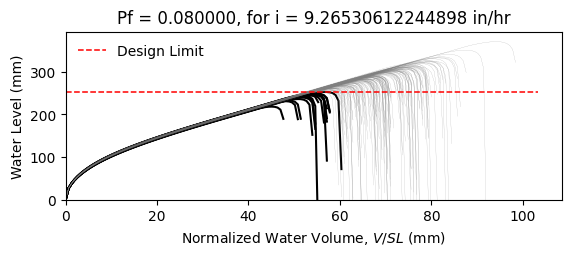 Pf = 0.080000, for i = 9.26530612244898 in/hr
Design Limit
Water Level (mm)
300
200
100
0
0 20 40 60 80 100
Normalized Water Volume, V/SL (mm)